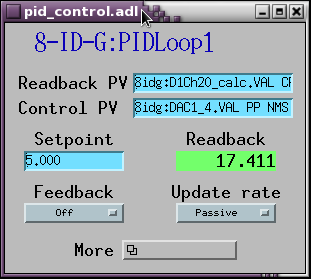 pid_control.adl
8-ID-G:PIDLoop1
Readback PV 8idg:D1Ch20_calc.VAL CP
Control PV 8idg:DAC1_4.VAL PP NMS
Setpoint Readback
5.000 17.411
Feedback Update rate
Off Passive
More